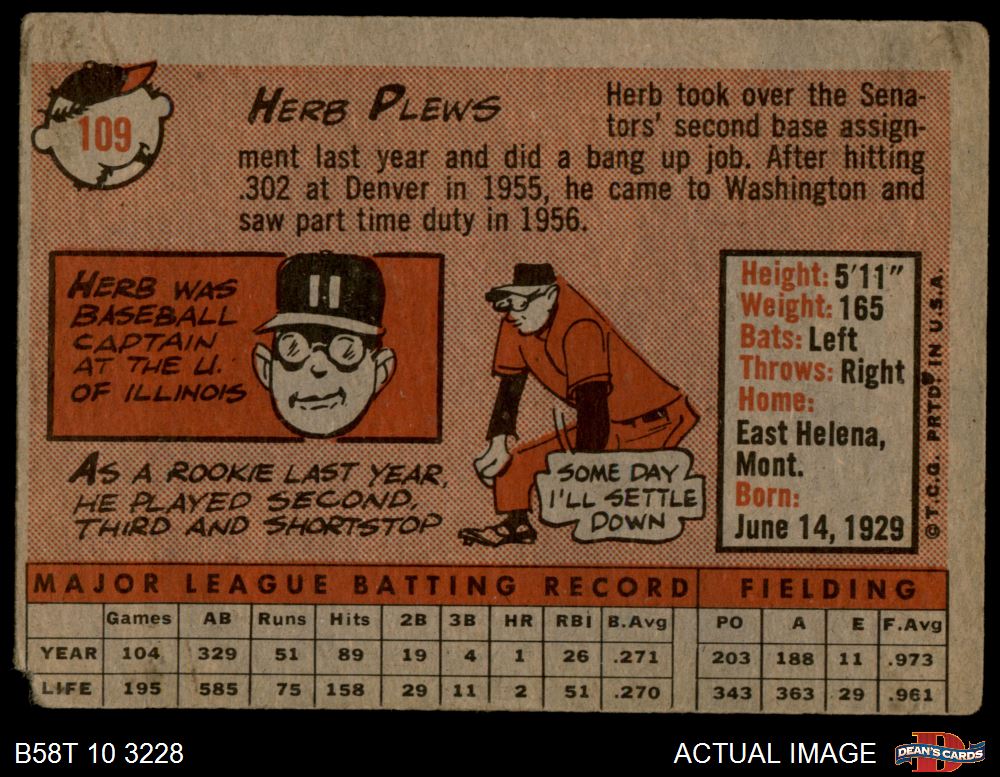 109
HERB PLEWS
Herb took over the Sena-
tors' second base assign-
ment last year and did a bang up job. After hitting
.302 at Denver in 1955, he came to Washington and
saw part time duty in 1956.
HERB WAS
BASEBALL
CAPTAIN
AT THE U.
OF ILLINOIS
AS A ROOKIE LAST YEAR,
HE PLAYED SECOND,
THIRD AND SHORTSTOP
SOME DAY
I'LL SETTLE
DOWN
Height: 5'11"
Weight: 165
Bats: Left
Throws: Right
Home:
East Helena,
Mont.
Born:
June 14, 1929
© T.C.G. PRTD. IN U.S.A.
MAJOR LEAGUE BATTING RECORD FIELDING
Games AB Runs Hits 2B 3B HR RBI B.Avg PO A E F.Avg
YEAR 104 329 51 89 19 4 1 26 .271 203 188 11 .973
LIFE 195 585 75 158 29 11 2 51 .270 343 363 29 .961
B58T 10 3228 ACTUAL IMAGE DEAN'S CARDS